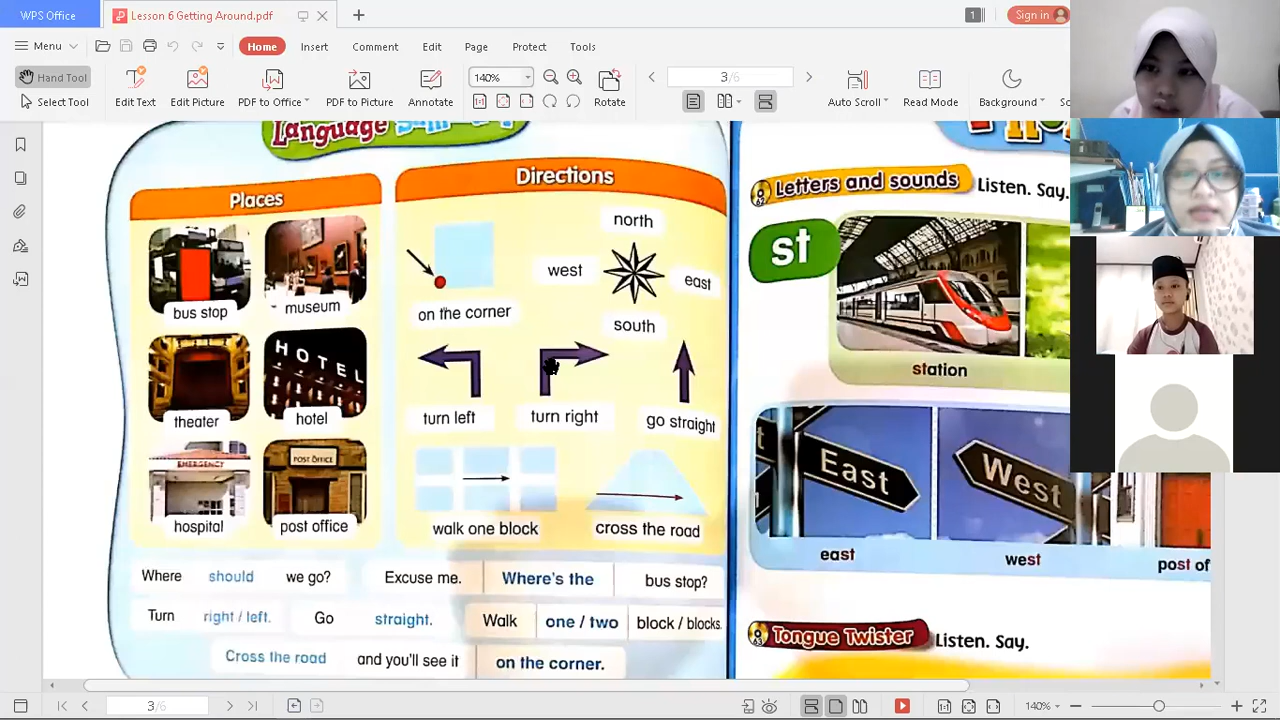 WPS Office
Lesson 6 Getting Around.pdf
1
Sign in
Menu
Home
Insert
Comment
Edit
Page
Protect
Tools
Hand Tool
Select Tool
Edit Text
Edit Picture
PDF to Office
PDF to Picture
Annotate
140%
Rotate
3/6
Auto Scroll
Read Mode
Background
Language
Places
bus stop
museum
theater
HOTEL
hotel
EMERGENCY
hospital
POST OFFICE
post office
Directions
on the corner
north
west
east
south
turn left
turn right
go straight
walk one block
cross the road
Where should we go?
Excuse me. Where's the bus stop?
Turn right / left.
Go straight.
Walk one / two block / blocks.
Cross the road and you'll see it on the corner.
Letters and sounds
Listen. Say.
st
station
East
West
east
west
post of
Tongue Twister
Listen. Say.
3/6
140%